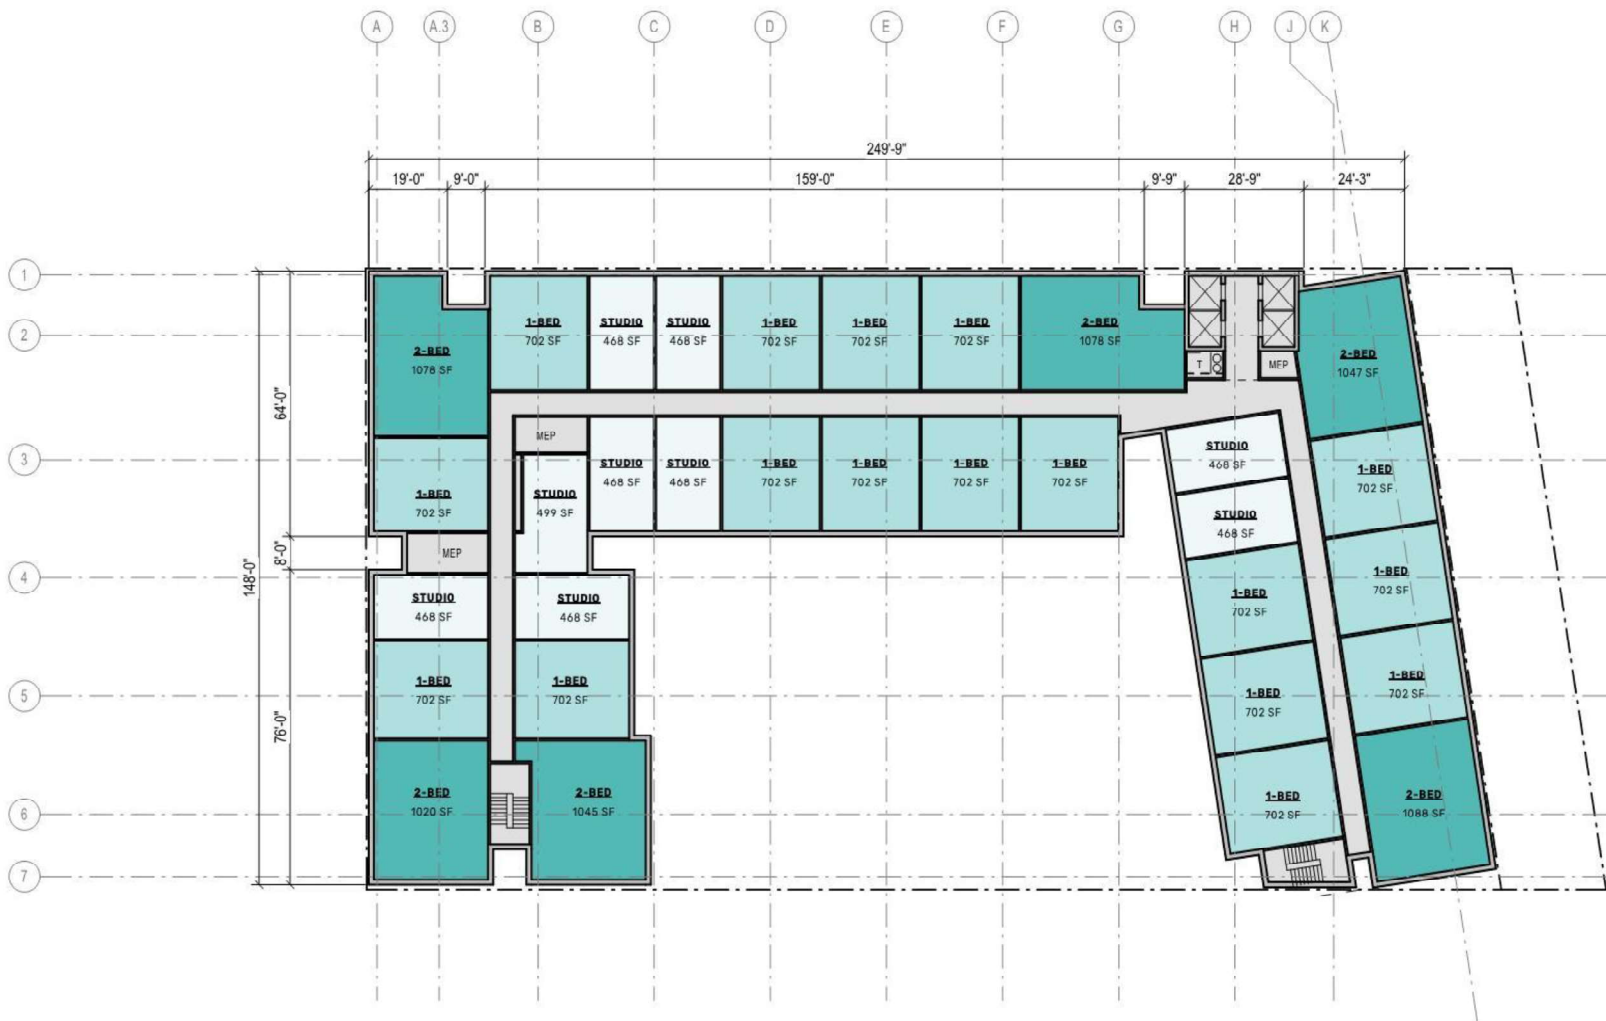 A A.3 B C D E F G H J K
249'-9"
19'-0" 9'-0" 159'-0" 9'-9" 28'-9" 24'-3"
1
2
3
4
5
6
7
148'-0"
64'-0"
8'-0"
76'-0"
2-BED
1078 SF
1-BED
702 SF
STUDIO
468 SF
STUDIO
468 SF
1-BED
702 SF
1-BED
702 SF
1-BED
702 SF
2-BED
1078 SF
T
MEP
2-BED
1047 SF
1-BED
702 SF
MEP
STUDIO
499 SF
STUDIO
468 SF
STUDIO
468 SF
1-BED
702 SF
1-BED
702 SF
1-BED
702 SF
1-BED
702 SF
STUDIO
468 SF
1-BED
702 SF
STUDIO
468 SF
MEP
1-BED
702 SF
1-BED
702 SF
STUDIO
468 SF
STUDIO
468 SF
1-BED
702 SF
1-BED
702 SF
1-BED
702 SF
1-BED
702 SF
2-BED
1020 SF
2-BED
1045 SF
1-BED
702 SF
2-BED
1088 SF